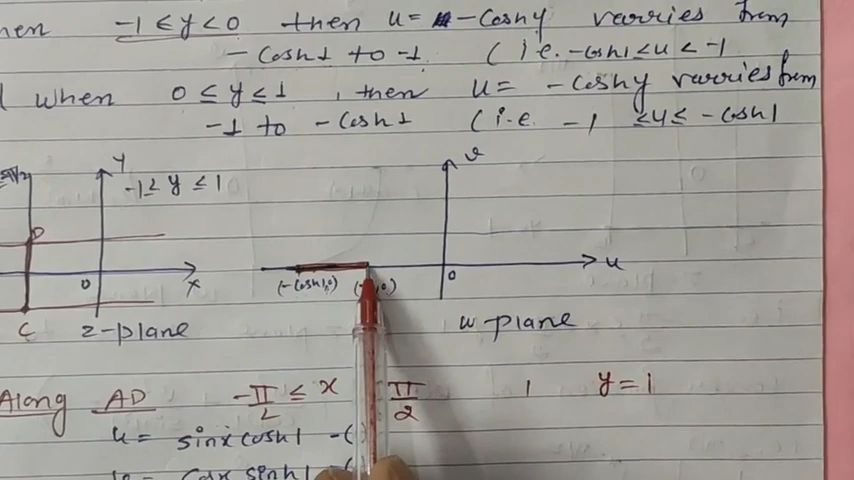 -1 ≤ y < 0 then u = -Coshy varries from
-cosh1 to -1 (i.e. -cosh1 ≤ u < -1
when 0 ≤ y ≤ 1, then u = -Coshy varries from
-1 to -Cosh1 (i.e. -1 ≤ u ≤ -Cosh1
y v
-1 ≤ y ≤ 1
D
0 x 0 u
(-Cosh1,0)
C z-plane w-plane
Along AD -π/2 ≤ x π/2 , y = 1
u = sinx cosh1
cosx sinh1